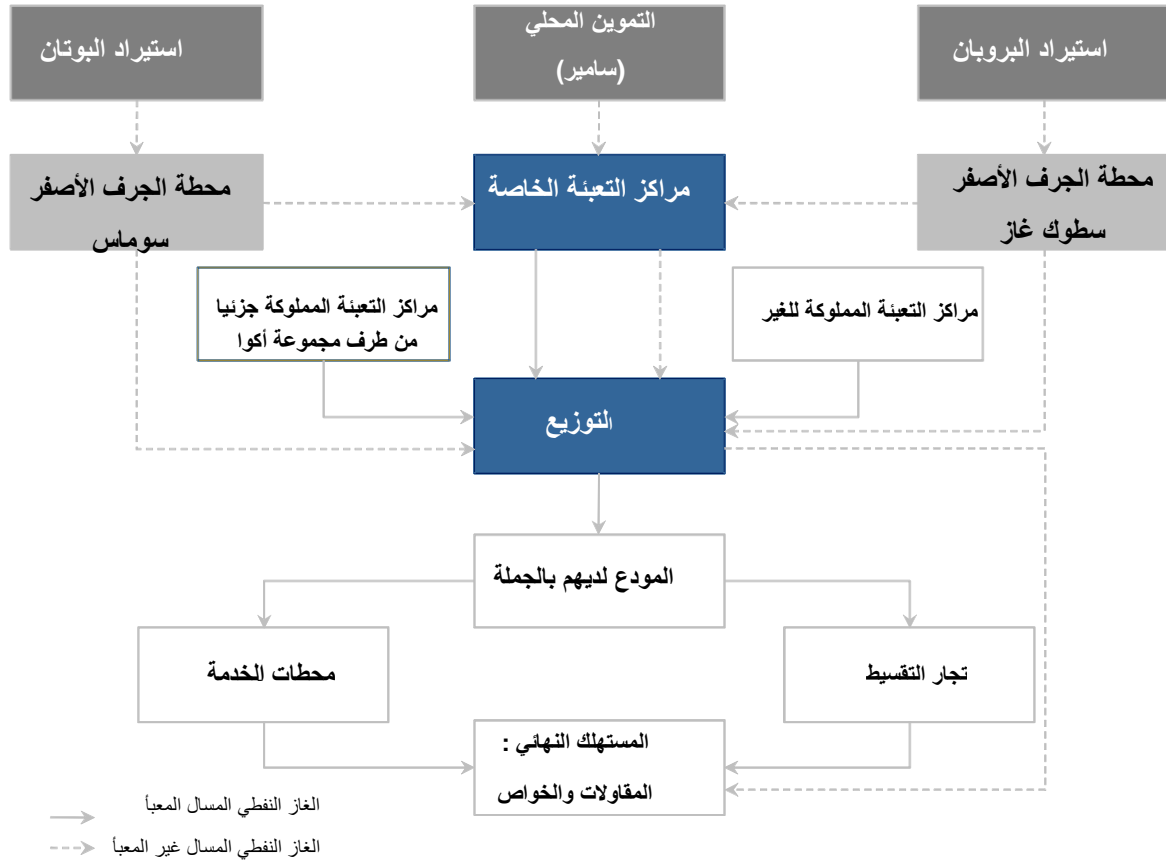 استيراد البروبان
التموين المحلي
(سامير)
استيراد البوتان
محطة الجرف الأصفر
سطوك غاز
مراكز التعبئة الخاصة
محطة الجرف الأصفر
سوماس
مراكز التعبئة المملوكة للغير
مراكز التعبئة المملوكة جزئيا
من طرف مجموعة أكوا
التوزيع
المودع لديهم بالجملة
تجار التقسيط
محطات الخدمة
المستهلك النهائي :
المقاولات والخواص
الغاز النفطي المسال المعبأ
الغاز النفطي المسال غير المعبأ